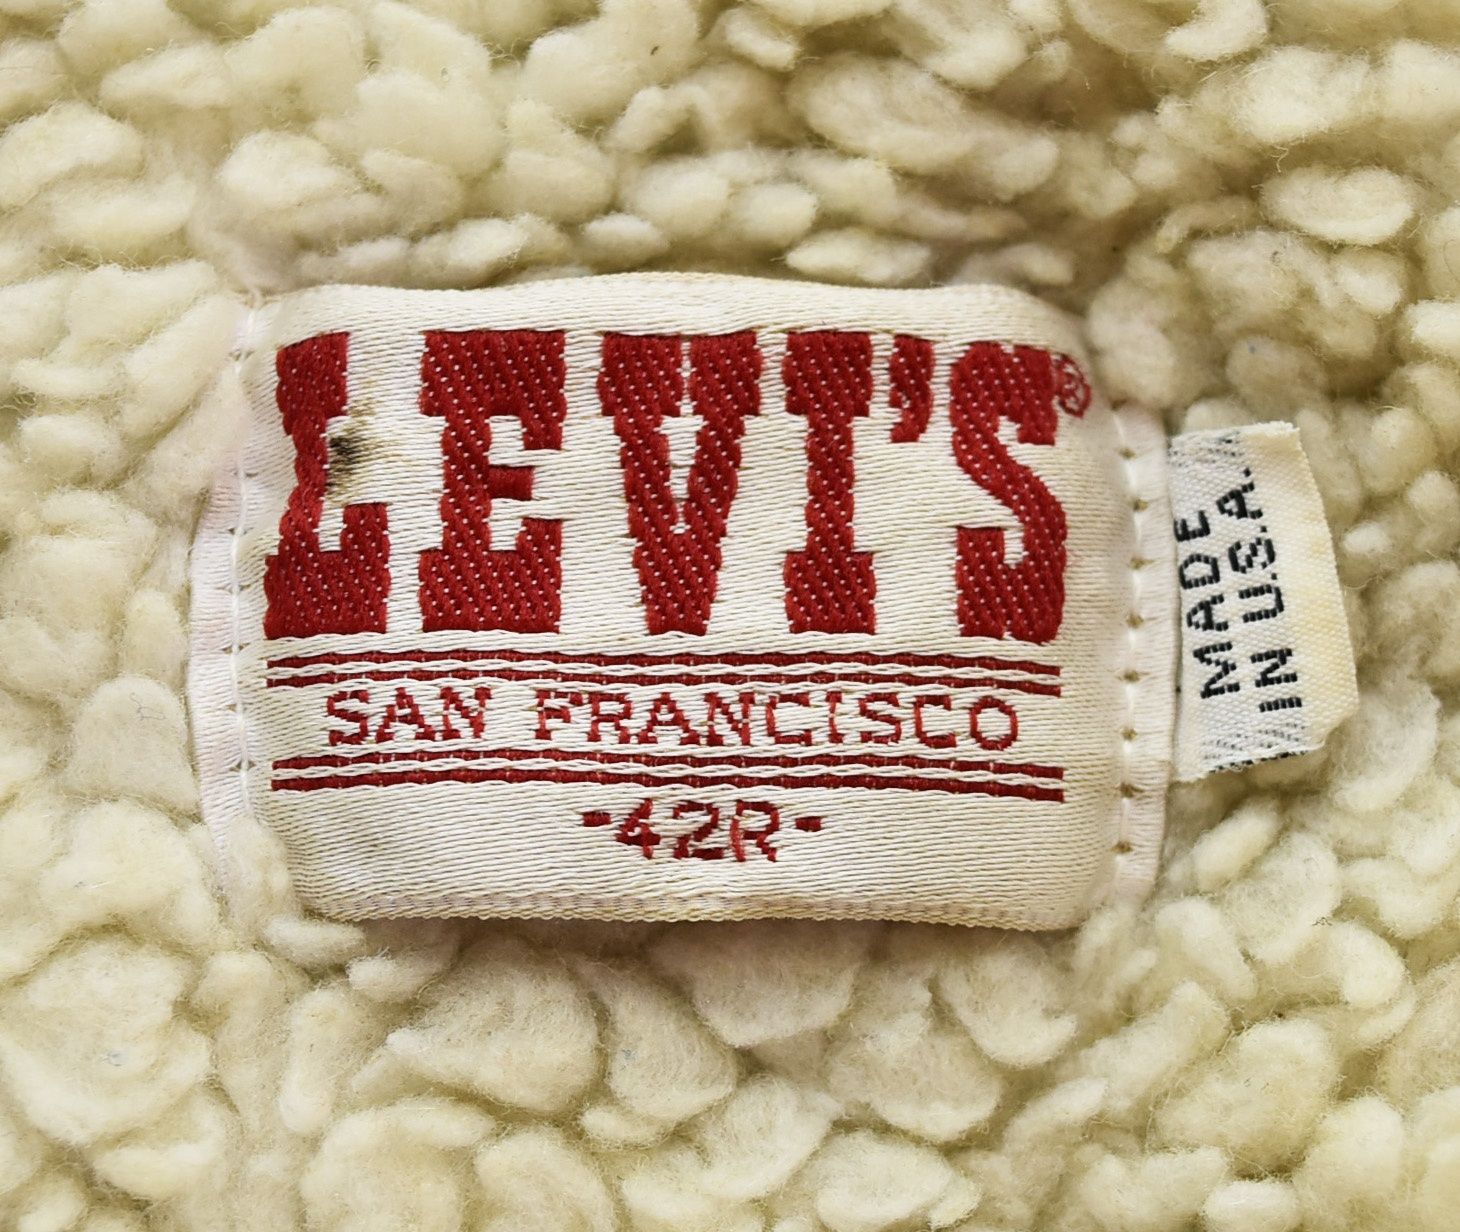 LEVI'S®
SAN FRANCISCO
-42R-
MADE
IN U.S.A.